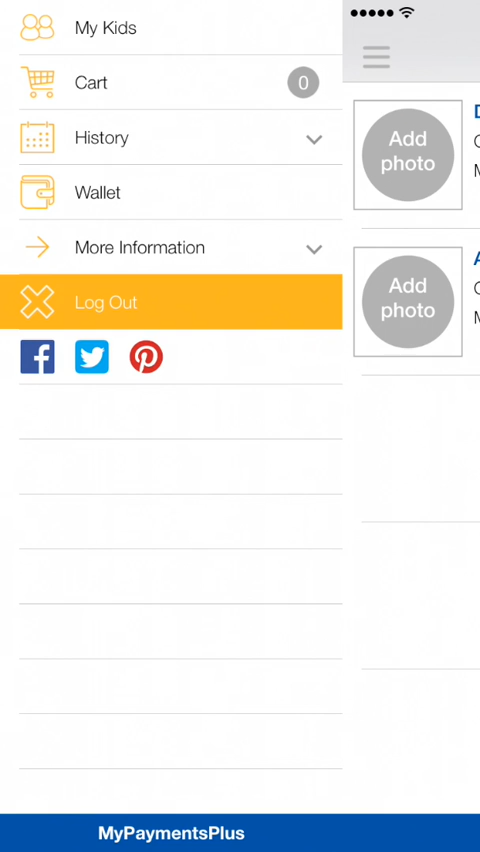 My Kids
Cart
0
History
Wallet
More Information
Log Out
Add
photo
Add
photo
MyPaymentsPlus